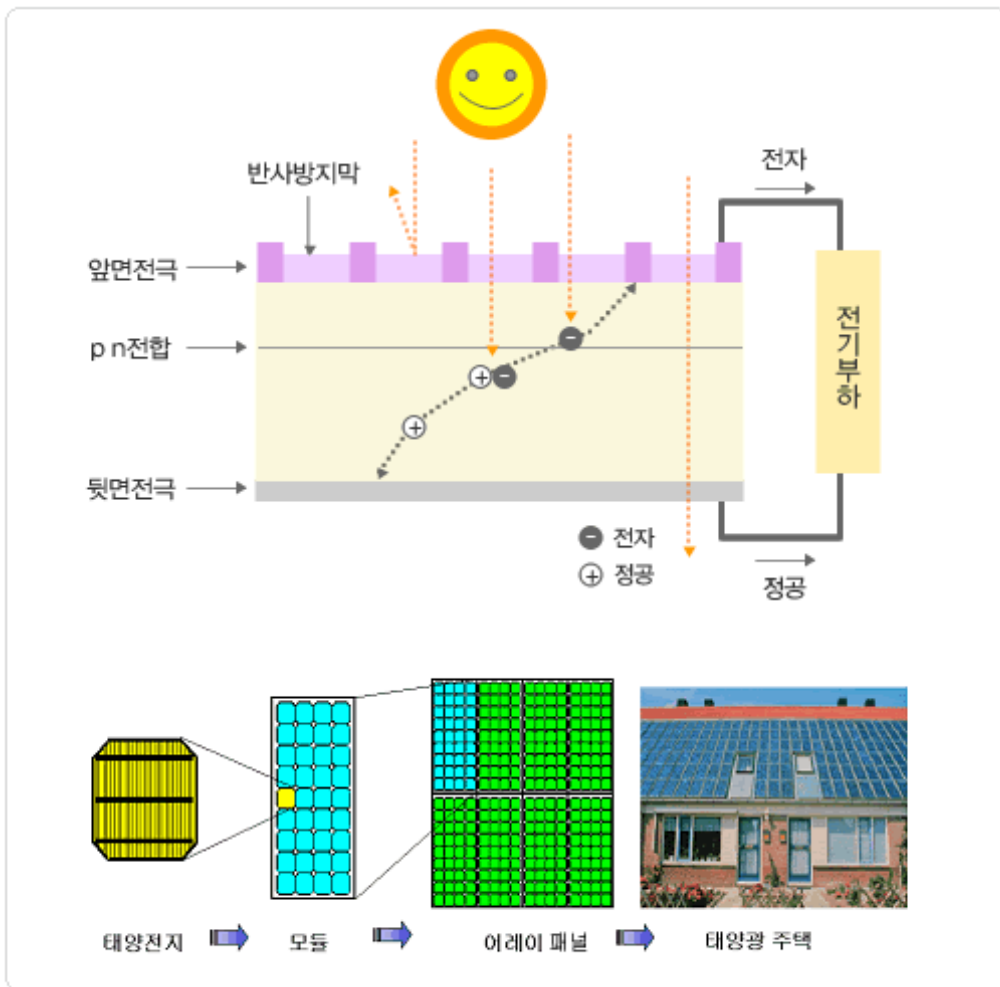 전자
반사방지막
앞면전극
p n전합
전기부하
뒷면전극
전자
정공
정공
태양전지
모듈
어레이 패널
태양광 주택